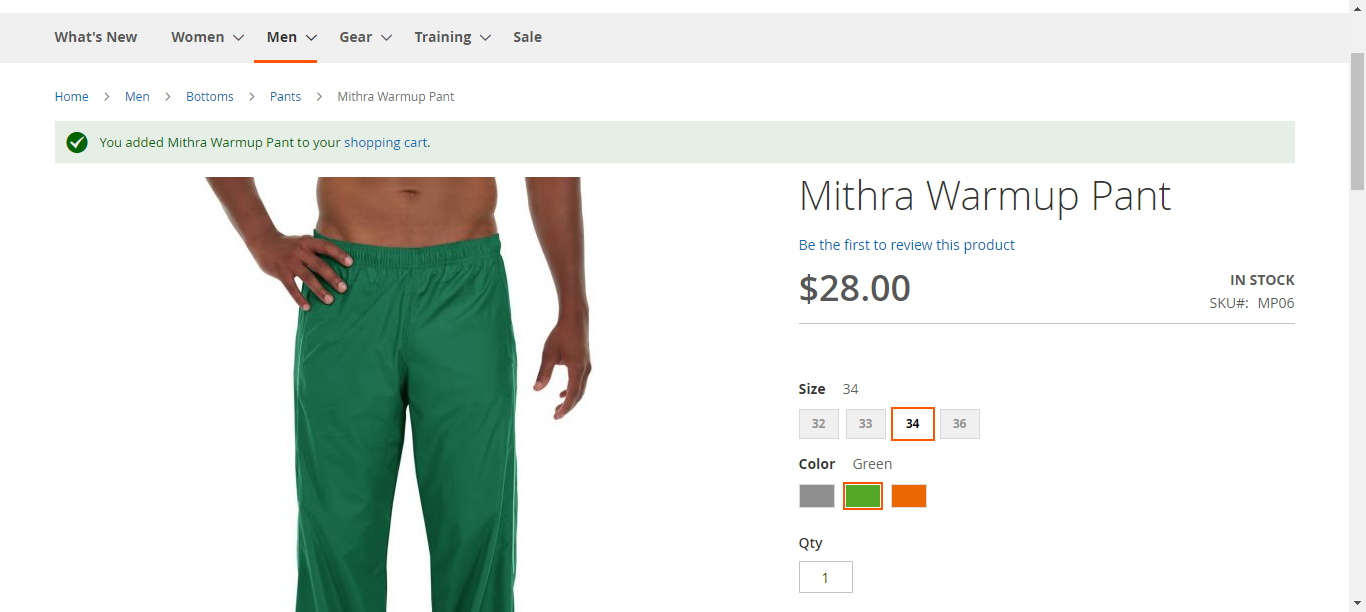 What's New Women Men Gear Training Sale
Home > Men > Bottoms > Pants > Mithra Warmup Pant
You added Mithra Warmup Pant to your shopping cart.
Mithra Warmup Pant
Be the first to review this product
$28.00
IN STOCK
SKU#: MP06
Size 34
32 33 34 36
Color Green
Qty
1